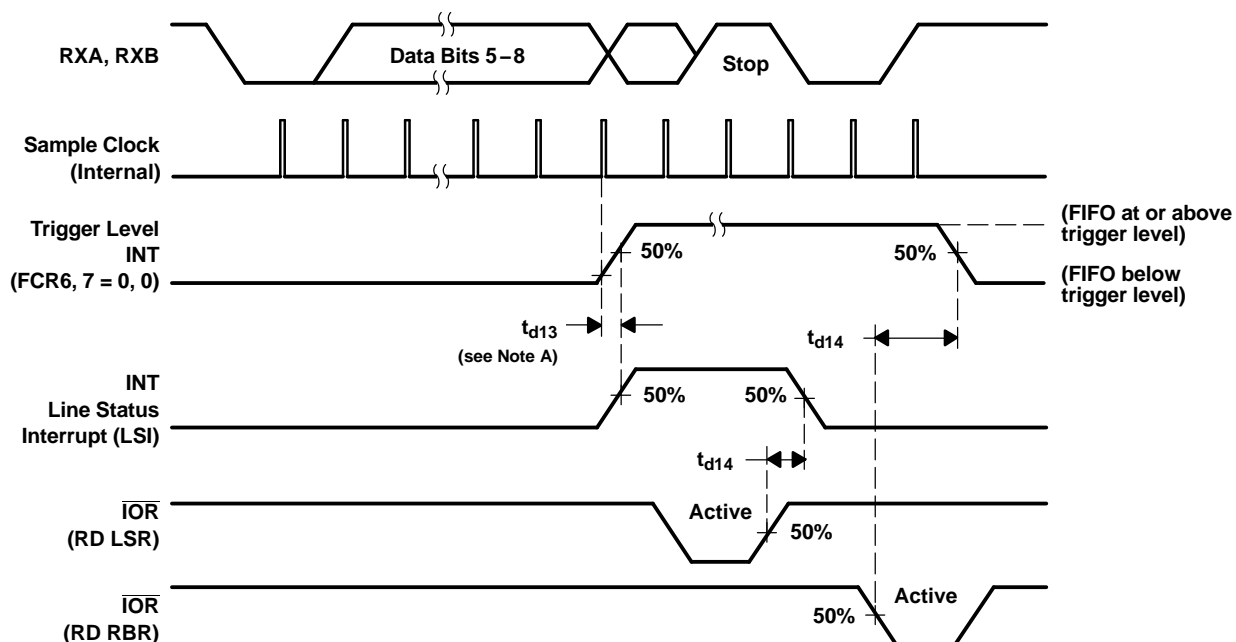 RXA, RXB
Data Bits 5–8
Stop
Sample Clock
(Internal)
Trigger Level
INT
(FCR6, 7 = 0, 0)
50%
50%
(FIFO at or above
trigger level)
(FIFO below
trigger level)
td13
(see Note A)
td14
INT
Line Status
Interrupt (LSI)
50%
50%
td14
IOR
(RD LSR)
Active
50%
IOR
(RD RBR)
50%
Active